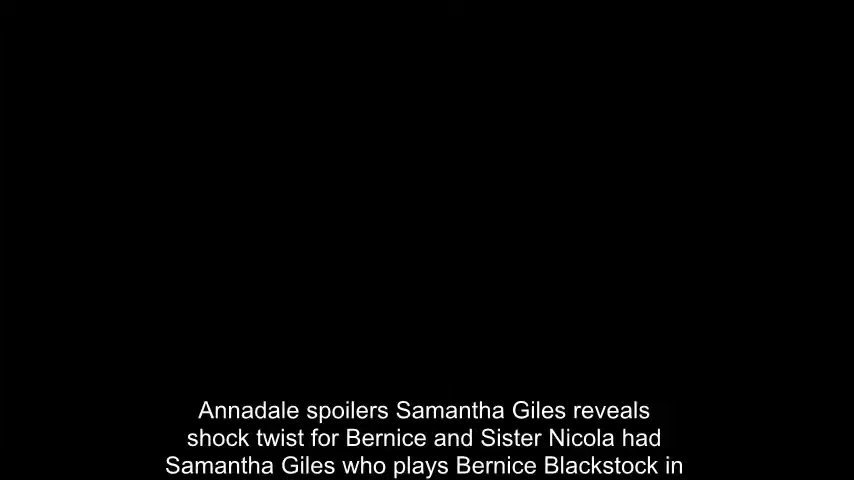 Annadale spoilers Samantha Giles reveals
shock twist for Bernice and Sister Nicola had
Samantha Giles who plays Bernice Blackstock in